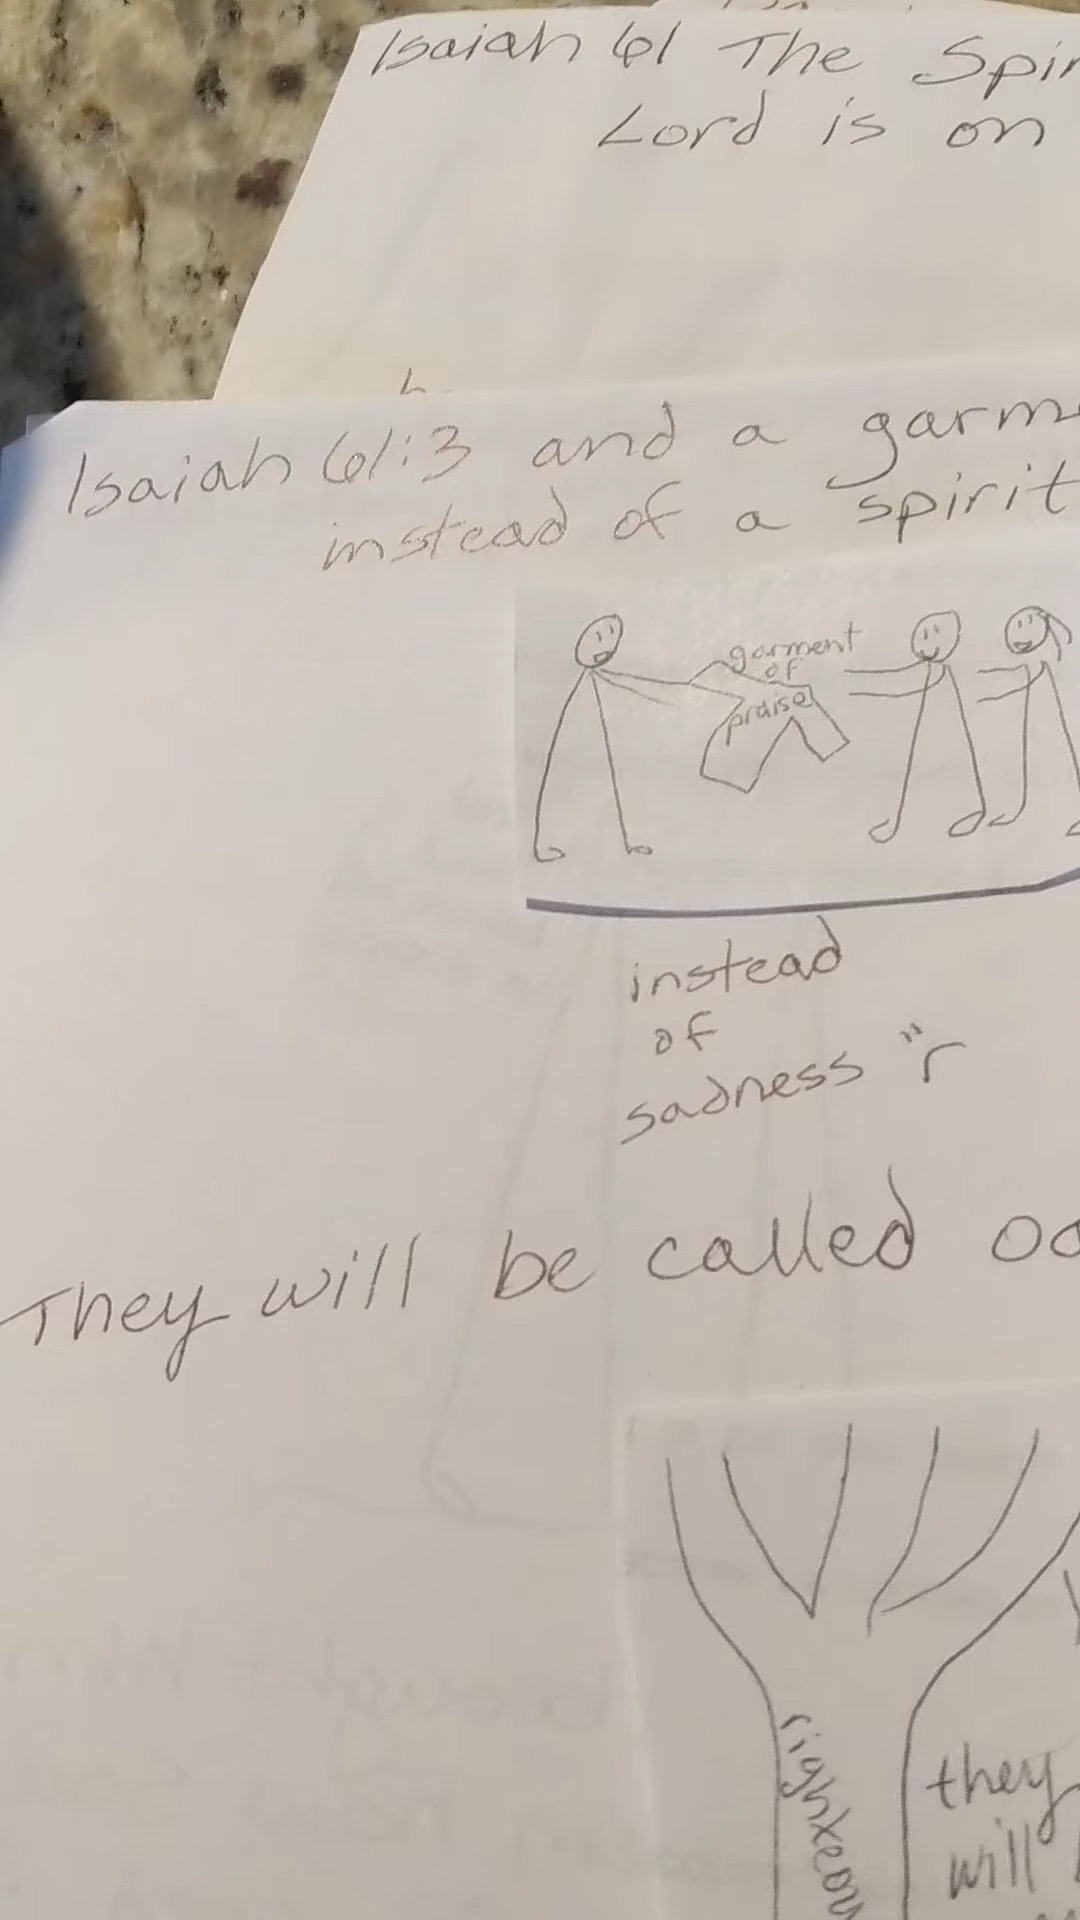 Isaiah 61 The Spir
Lord is on
Isaiah 61:3 and a garm
instead of a spirit
garment
of
praise
instead
of
sadness "r
They will be called oa
righteou
they
will